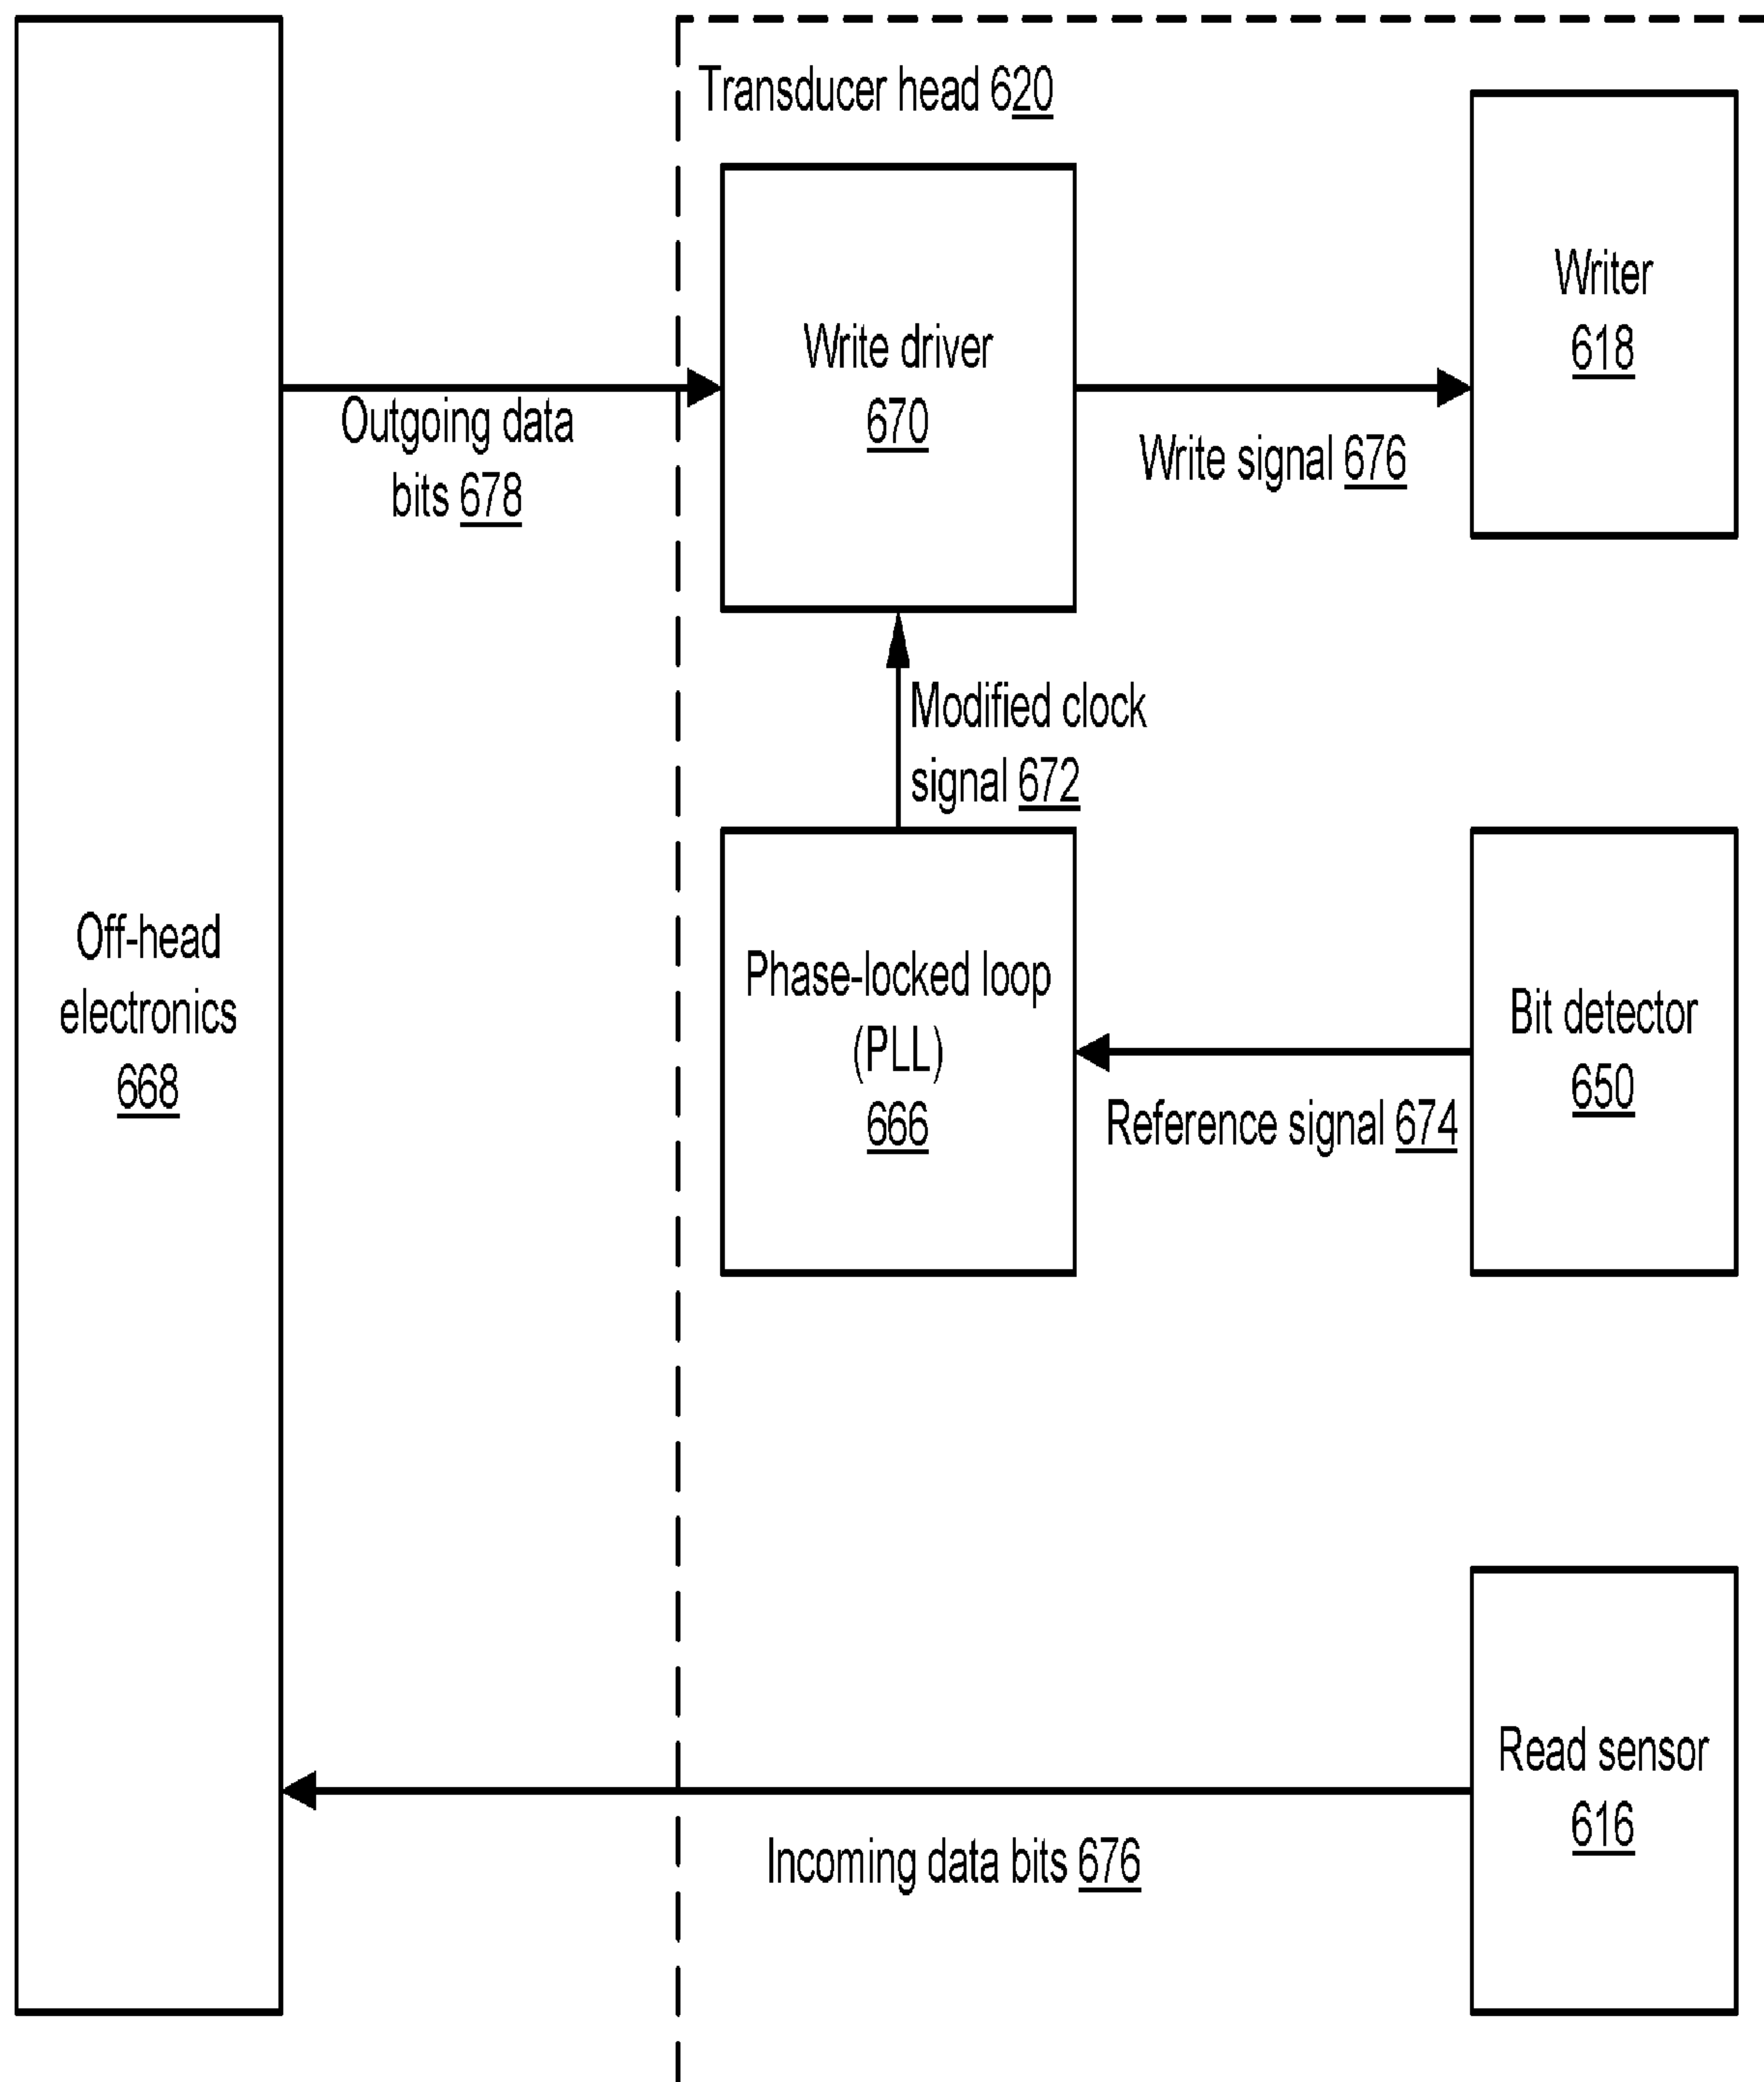 Transducer head 620
Writer
618
Write driver
670
Outgoing data
bits 678
Write signal 676
Modified clock
signal 672
Off-head
electronics
668
Phase-locked loop
(PLL)
666
Bit detector
650
Reference signal 674
Read sensor
616
Incoming data bits 676